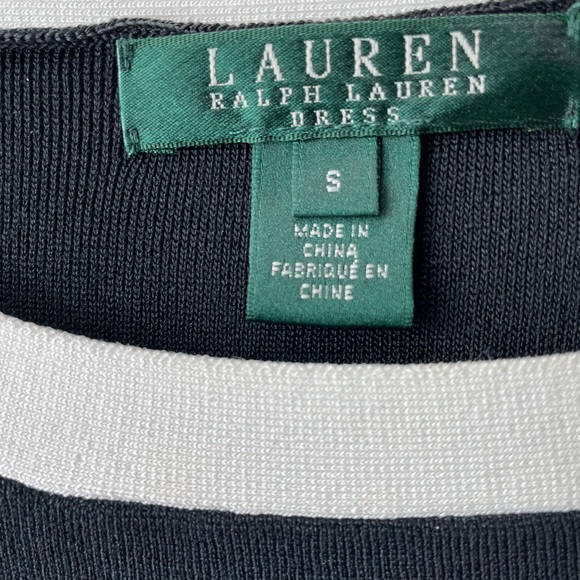 LAUREN
RALPH LAUREN
DRESS
S
MADE IN
CHINA
FABRIQUÉ EN
CHINE